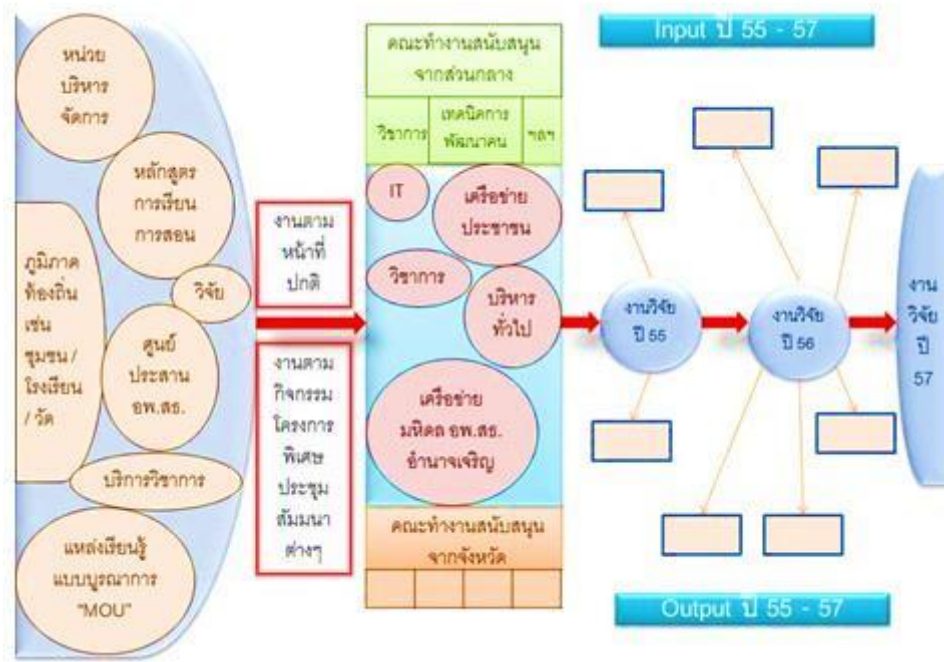 หน่วย
บริหาร
จัดการ
หลักสูตร
การเรียน
การสอน
ภูมิภาค
ท้องถิ่น
เช่น
ชุมชน /
โรงเรียน
/ วัด
วิจัย
ศูนย์
ประสาน
อพ.สธ.
บริการวิชาการ
แหล่งเรียนรู้
แบบบูรณาการ
“MOU”
งานตาม
หน้าที่
ปกติ
งานตาม
กิจกรรม
โครงการ
พิเศษ
ประชุม
สัมมนา
ต่างๆ
คณะทำงานสนับสนุน
จากส่วนกลาง
วิชาการ
เทคนิคการ
พัฒนาคน
ฯลฯ
IT
เครือข่าย
ประชาชน
วิชาการ
บริหาร
ทั่วไป
เครือข่าย
มหิดล อพ.สธ.
อำนาจเจริญ
คณะทำงานสนับสนุน
จากจังหวัด
Input ปี 55 - 57
งานวิจัย
ปี 55
งานวิจัย
ปี 56
งาน
วิจัย
ปี
57
Output ปี 55 - 57